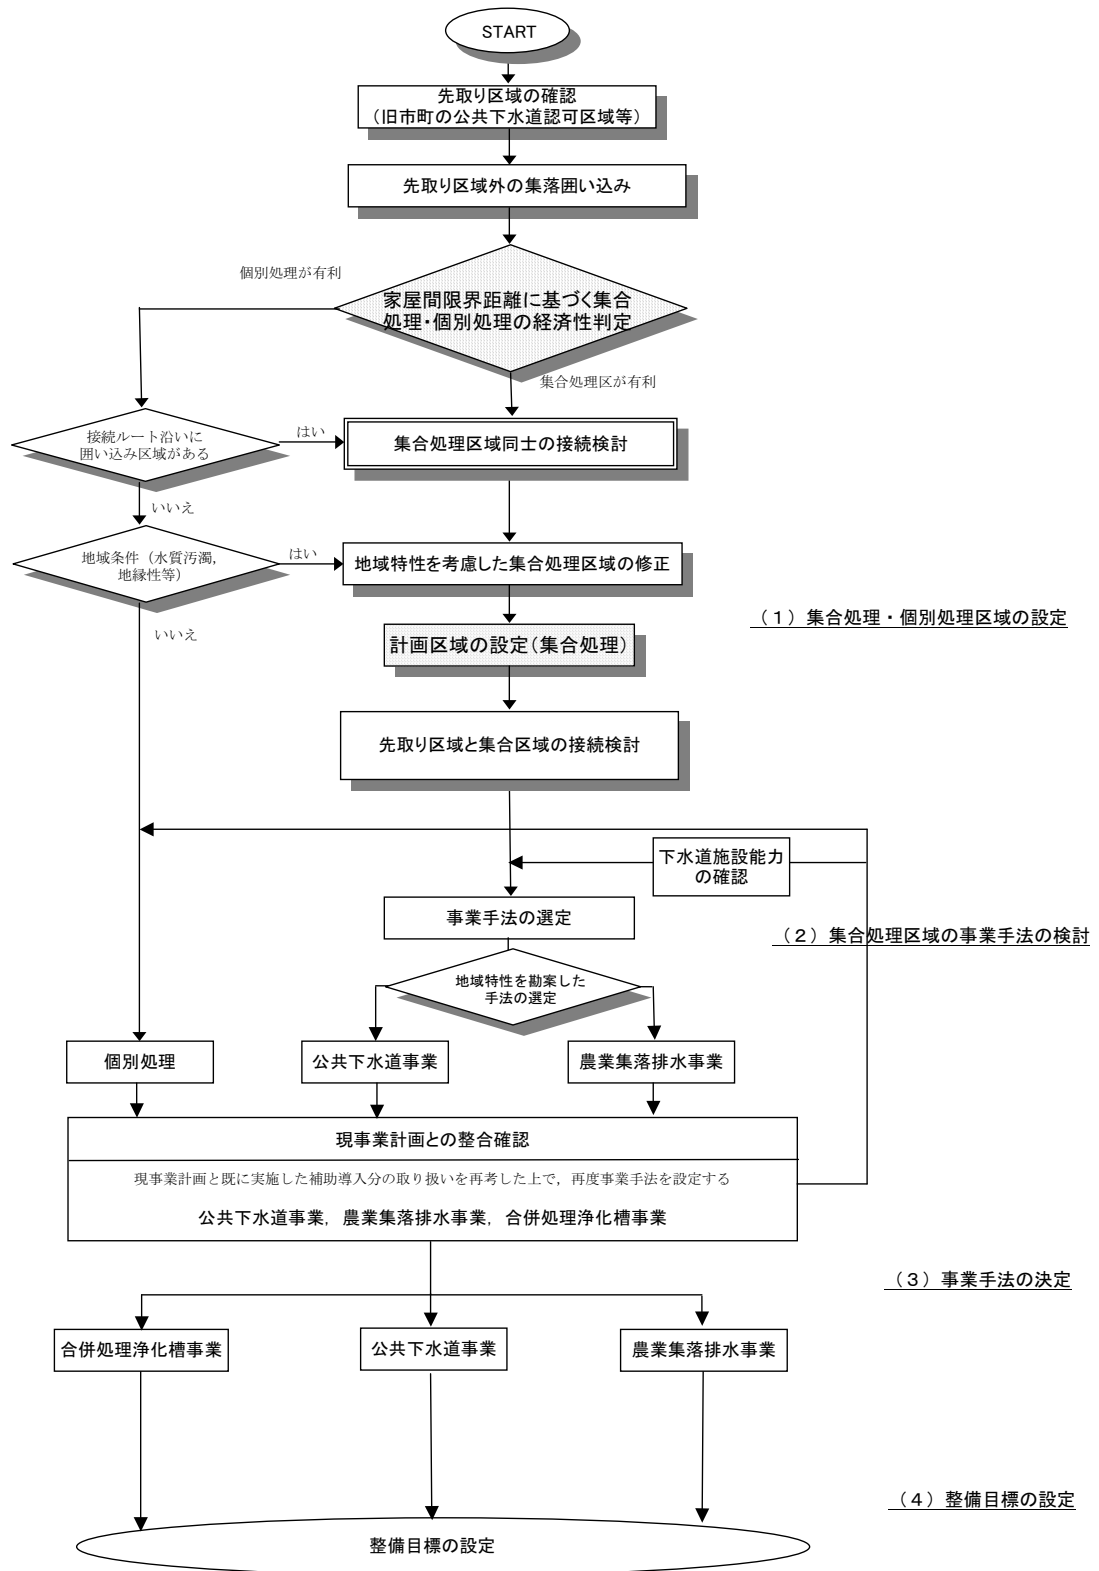 START
先取り区域の確認
（旧市町の公共下水道認可区域等）
先取り区域外の集落囲い込み
個別処理が有利
家屋間限界距離に基づく集合
処理・個別処理の経済性判定
集合処理区が有利
接続ルート沿いに
囲い込み区域がある
はい
集合処理区域同士の接続検討
いいえ
地域条件（水質汚濁，
地縁性等）
はい
地域特性を考慮した集合処理区域の修正
いいえ
（１）集合処理・個別処理区域の設定
計画区域の設定（集合処理）
先取り区域と集合区域の接続検討
下水道施設能力
の確認
事業手法の選定
（２）集合処理区域の事業手法の検討
地域特性を勘案した
手法の選定
個別処理
公共下水道事業
農業集落排水事業
現事業計画との整合確認
現事業計画と既に実施した補助導入分の取り扱いを再考した上で，再度事業手法を設定する
公共下水道事業，農業集落排水事業，合併処理浄化槽事業
（３）事業手法の決定
合併処理浄化槽事業
公共下水道事業
農業集落排水事業
（４）整備目標の設定
整備目標の設定